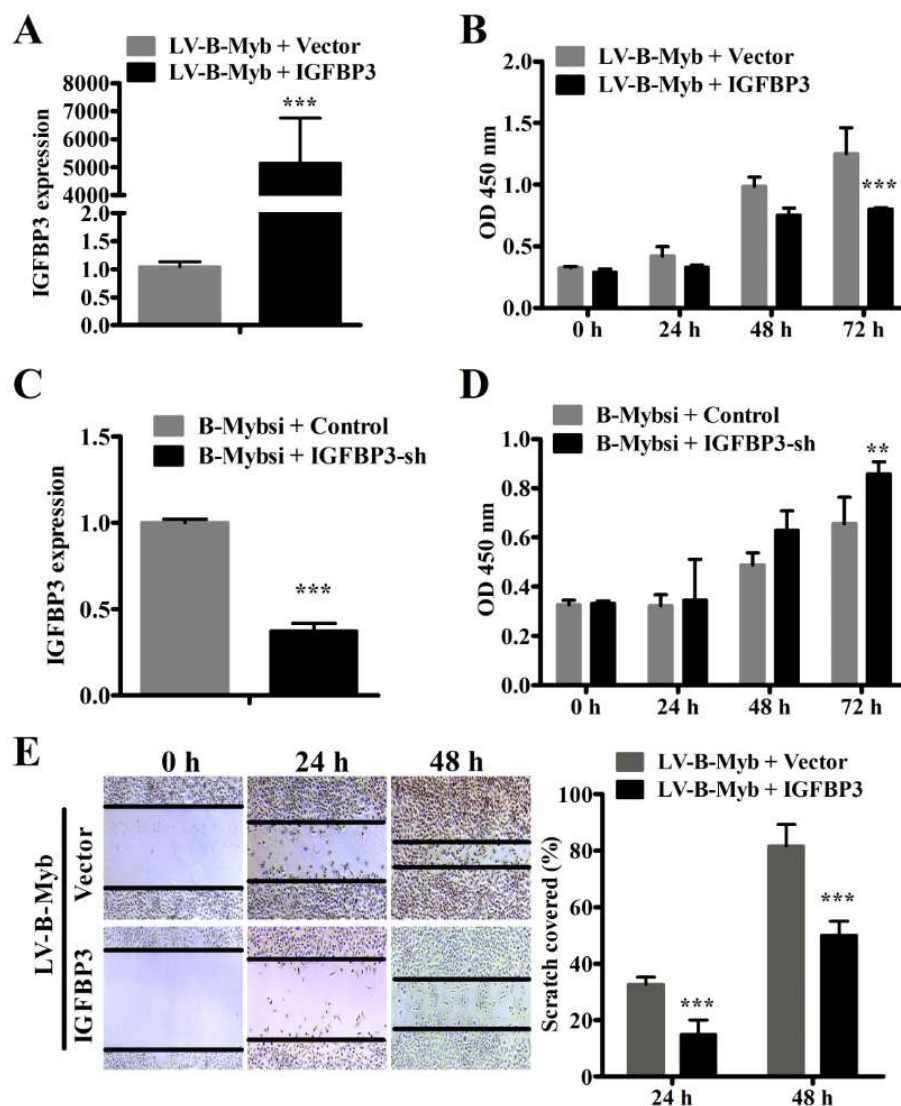 A
LV-B-Myb + Vector
LV-B-Myb + IGFBP3
IGFBP3 expression
8000
7000
6000
5000
4000
2.0
1.5
1.0
0.5
0.0
***
B
LV-B-Myb + Vector
LV-B-Myb + IGFBP3
OD 450 nm
2.0
1.5
1.0
0.5
0.0
***
0 h 24 h 48 h 72 h
C
B-Mybsi + Control
B-Mybsi + IGFBP3-sh
IGFBP3 expression
1.5
1.0
0.5
0.0
***
D
B-Mybsi + Control
B-Mybsi + IGFBP3-sh
OD 450 nm
1.0
0.8
0.6
0.4
0.2
0.0
**
0 h 24 h 48 h 72 h
E
0 h 24 h 48 h
LV-B-Myb
Vector
IGFBP3
LV-B-Myb + Vector
LV-B-Myb + IGFBP3
Scratch covered (%)
100
80
60
40
20
0
***
***
24 h 48 h